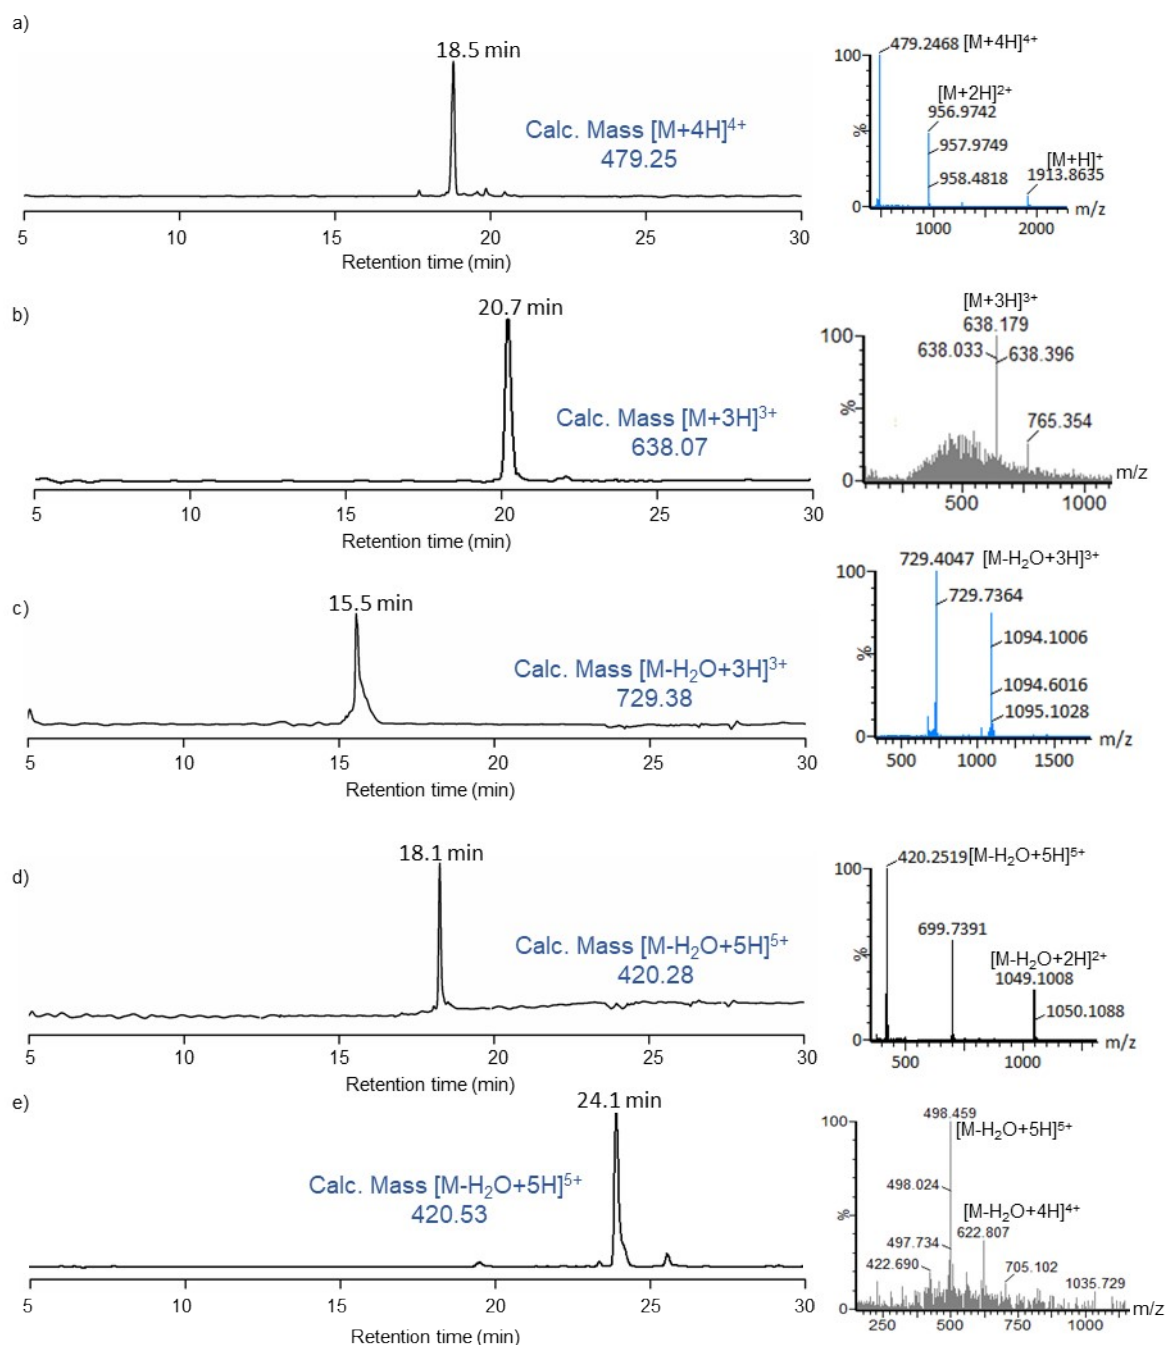 a)
18.5 min
Calc. Mass [M+4H]⁴⁺
479.25
5 10 15 20 25 30
Retention time (min)
479.2468 [M+4H]⁴⁺
100
[M+2H]²⁺
956.9742
%
957.9749
[M+H]⁺
958.4818
1913.8635
0
m/z
1000 2000
b)
20.7 min
Calc. Mass [M+3H]³⁺
638.07
5 10 15 20 25 30
Retention time (min)
[M+3H]³⁺
638.179
100
638.033 638.396
%
765.354
0
m/z
500 1000
c)
15.5 min
Calc. Mass [M-H₂O+3H]³⁺
729.38
5 10 15 20 25 30
Retention time (min)
729.4047 [M-H₂O+3H]³⁺
100
729.7364
1094.1006
%
1094.6016
1095.1028
0
m/z
500 1000 1500
d)
18.1 min
Calc. Mass [M-H₂O+5H]⁵⁺
420.28
5 10 15 20 25 30
Retention time (min)
420.2519 [M-H₂O+5H]⁵⁺
100
699.7391
%
[M-H₂O+2H]²⁺
1049.1008
1050.1088
0
m/z
500 1000
e)
24.1 min
Calc. Mass [M-H₂O+5H]⁵⁺
420.53
5 10 15 20 25 30
Retention time (min)
498.459
100
[M-H₂O+5H]⁵⁺
498.024
%
[M-H₂O+4H]⁴⁺
497.734 622.807
422.690 705.102 1035.729
0
m/z
250 500 750 1000